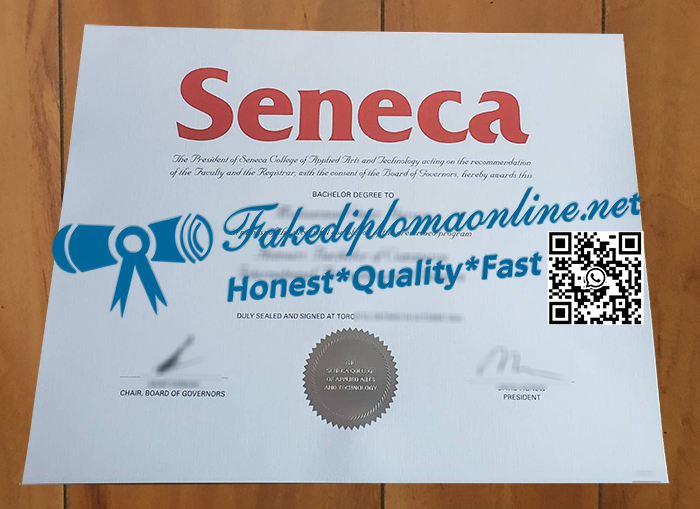 Seneca
The President of Seneca College of Applied Arts and Technology acting on the recommendation
of the Faculty and the Registrar, with the consent of the Board of Governors, hereby awards this
BACHELOR DEGREE TO
Fakediplomaonline.net
program
Honest*Quality*Fast
DULY SEALED AND SIGNED AT TORO
THE
SENECA COLLEGE
OF APPLIED ARTS
AND TECHNOLOGY
CHAIR, BOARD OF GOVERNORS
PRESIDENT